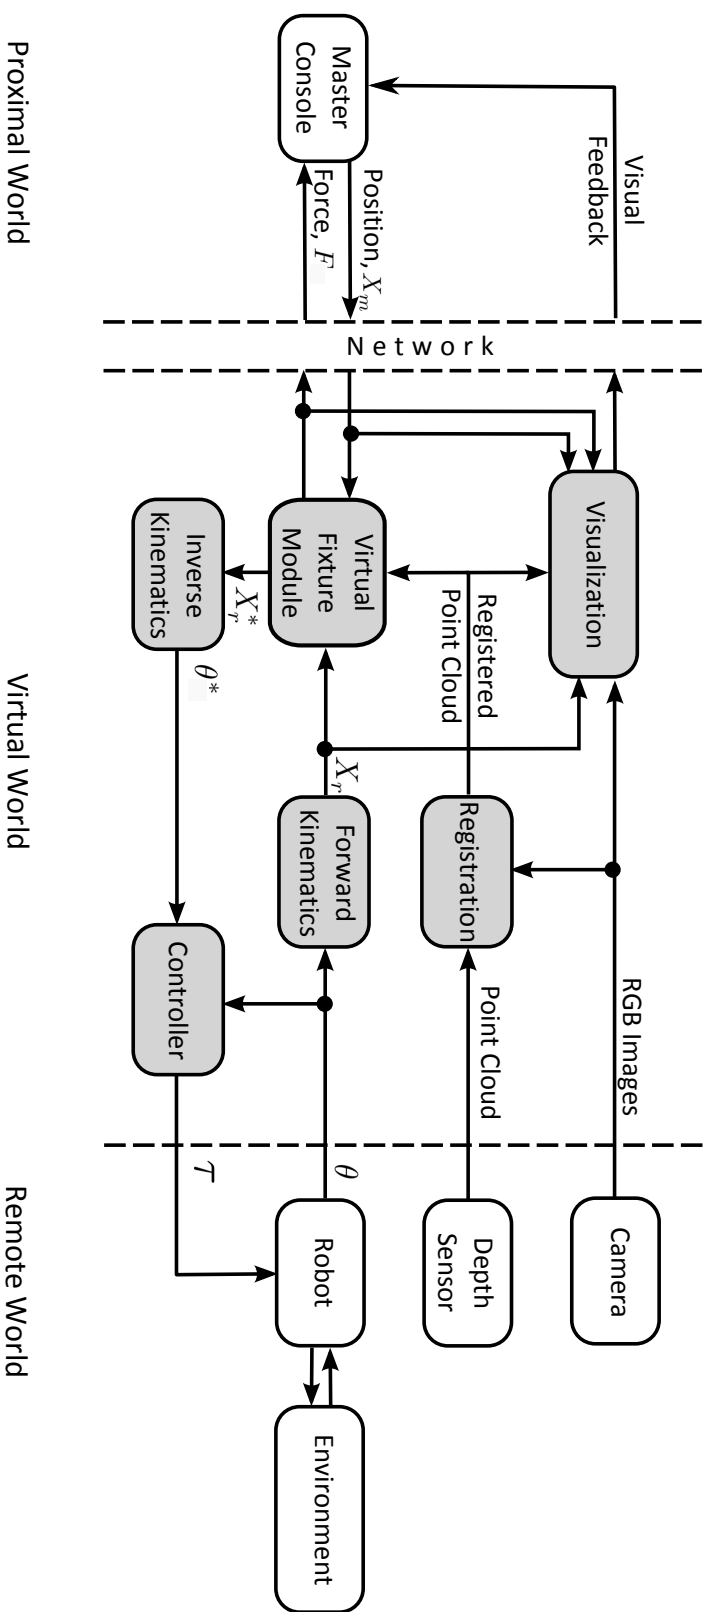 Visual
Feedback
Master
Console
Position, X_m
Force, F
Network
Visualization
Virtual
Fixture
Module
Inverse
Kinematics
X_r^*
θ^*
Registered
Point Cloud
X_r
Registration
Forward
Kinematics
Controller
RGB Images
Point Cloud
θ
τ
Camera
Depth
Sensor
Robot
Environment
Proximal World
Virtual World
Remote World